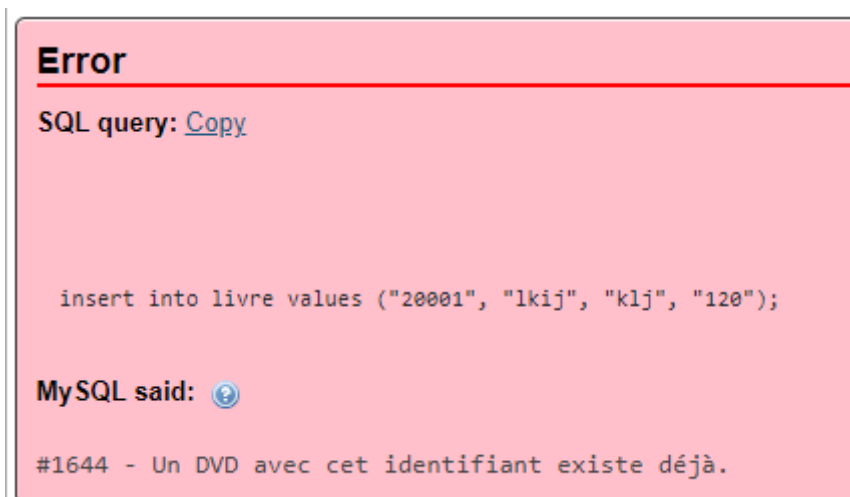 Error
SQL query: Copy
insert into livre values ("20001", "lkij", "klj", "120");
MySQL said:
#1644 - Un DVD avec cet identifiant existe déjà.